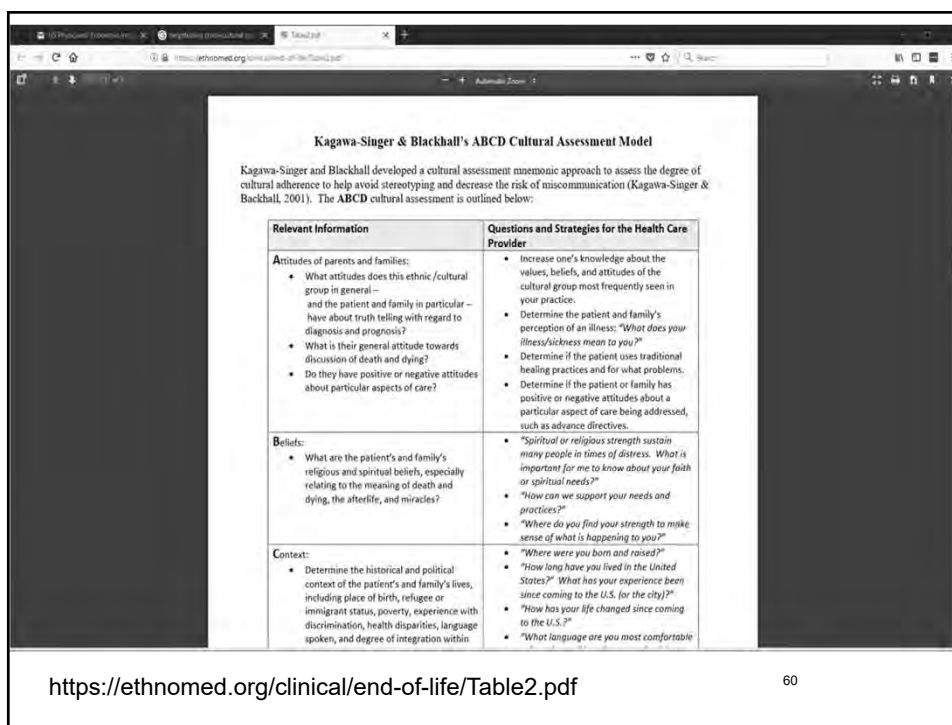 Table2.pdf
https://ethnomed.org/clinical/end-of-life/Table2.pdf
Automatic Zoom
Search
Kagawa-Singer & Blackhall's ABCD Cultural Assessment Model
Kagawa-Singer and Blackhall developed a cultural assessment mnemonic approach to assess the degree of
cultural adherence to help avoid stereotyping and decrease the risk of miscommunication (Kagawa-Singer &
Backhall, 2001). The ABCD cultural assessment is outlined below:
Relevant Information
Attitudes of parents and families:
• What attitudes does this ethnic /cultural
group in general –
and the patient and family in particular –
have about truth telling with regard to
diagnosis and prognosis?
• What is their general attitude towards
discussion of death and dying?
• Do they have positive or negative attitudes
about particular aspects of care?
Questions and Strategies for the Health Care
Provider
• Increase one's knowledge about the
values, beliefs, and attitudes of the
cultural group most frequently seen in
your practice.
• Determine the patient and family's
perception of an illness: "What does your
illness/sickness mean to you?"
• Determine if the patient uses traditional
healing practices and for what problems.
• Determine if the patient or family has
positive or negative attitudes about a
particular aspect of care being addressed,
such as advance directives.
Beliefs:
• What are the patient's and family's
religious and spiritual beliefs, especially
relating to the meaning of death and
dying, the afterlife, and miracles?
• "Spiritual or religious strength sustain
many people in times of distress. What is
important for me to know about your faith
or spiritual needs?"
• "How can we support your needs and
practices?"
• "Where do you find your strength to make
sense of what is happening to you?"
Context:
• Determine the historical and political
context of the patient's and family's lives,
including place of birth, refugee or
immigrant status, poverty, experience with
discrimination, health disparities, language
spoken, and degree of integration within
• "Where were you born and raised?"
• "How long have you lived in the United
States?" What has your experience been
since coming to the U.S. (or the city)?"
• "How has your life changed since coming
to the U.S.?"
• "What language are you most comfortable
https://ethnomed.org/clinical/end-of-life/Table2.pdf
60